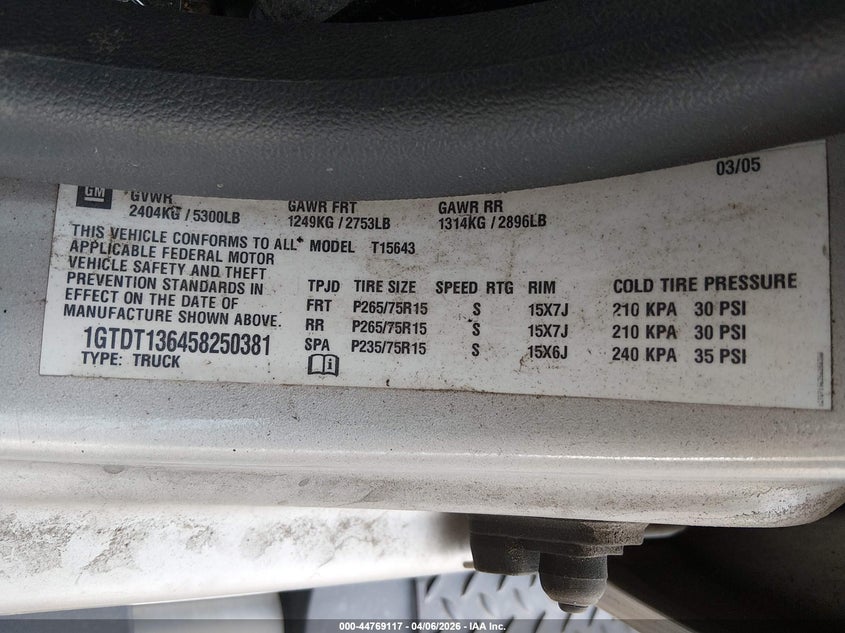 03/05
GM
GVWR GAWR FRT GAWR RR
2404KG / 5300LB 1249KG / 2753LB 1314KG / 2896LB
THIS VEHICLE CONFORMS TO ALL* MODEL T15643
APPLICABLE FEDERAL MOTOR
VEHICLE SAFETY AND THEFT
PREVENTION STANDARDS IN
EFFECT ON THE DATE OF
MANUFACTURE SHOWN ABOVE.
1GTDT136458250381
TYPE: TRUCK
TPJD TIRE SIZE SPEED RTG RIM COLD TIRE PRESSURE
FRT P265/75R15 S 15X7J 210 KPA 30 PSI
RR P265/75R15 S 15X7J 210 KPA 30 PSI
SPA P235/75R15 S 15X6J 240 KPA 35 PSI
000-44769117 - 04/06/2026 - IAA Inc.